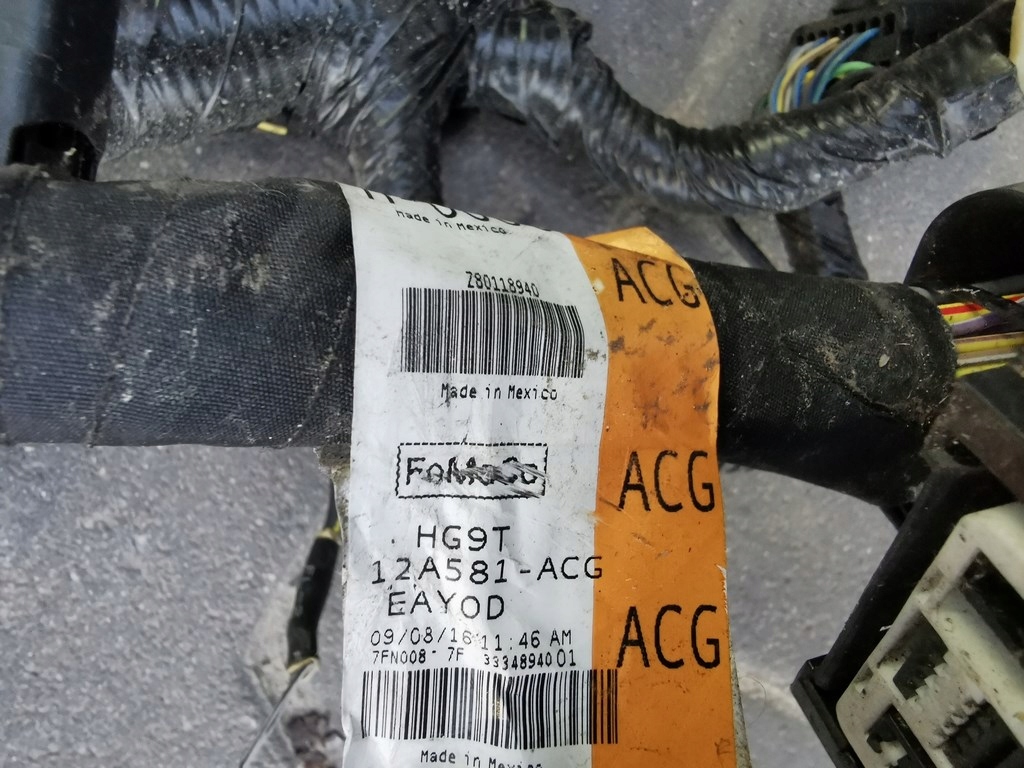 Made in Mexico
Z80118940
Made in Mexico
FoMoCo
HG9T
12A581-ACG
EAYOD
09/08/16 11:46 AM
7FN008 7F 3334894001
Made in Mexico
ACG
ACG
ACG